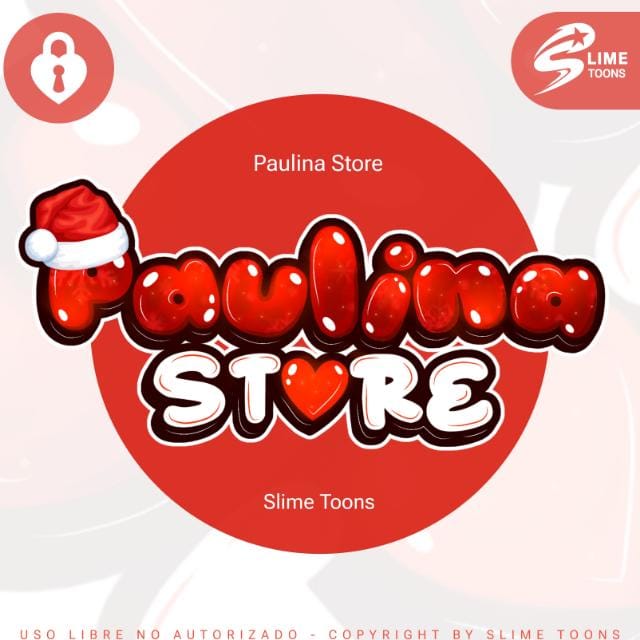 SLIME
TOONS
Paulina Store
Paulina
STORE
Slime Toons
USO LIBRE NO AUTORIZADO - COPYRIGHT BY SLIME TOONS